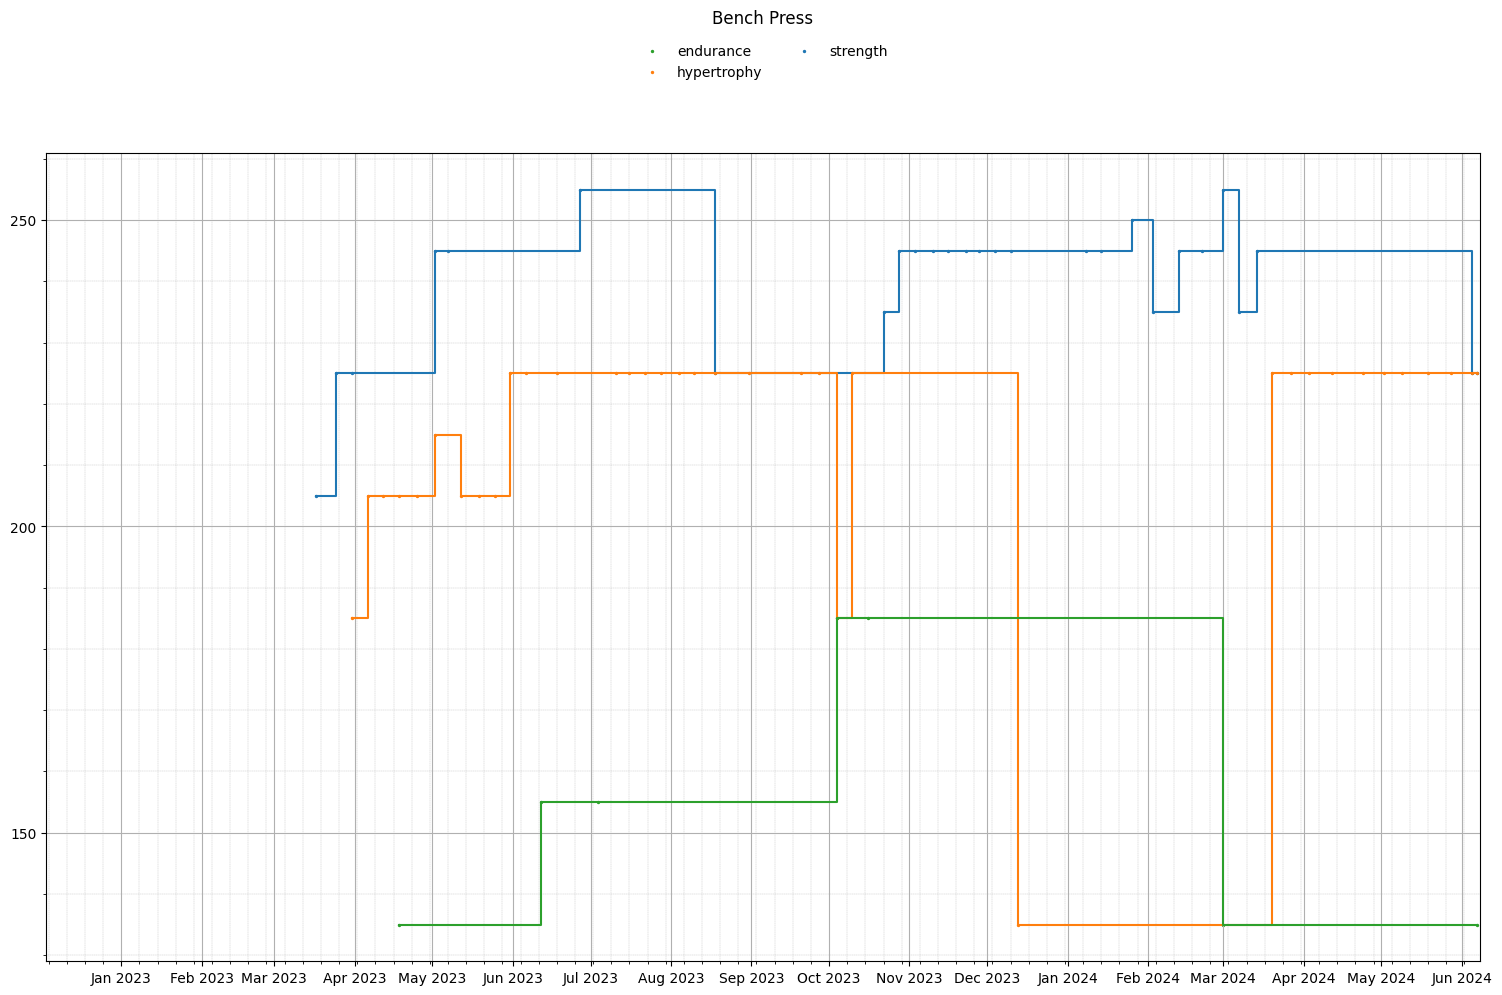 Bench Press
endurance strength
hypertrophy
250
200
150
Jan 2023 Feb 2023 Mar 2023 Apr 2023 May 2023 Jun 2023 Jul 2023 Aug 2023 Sep 2023 Oct 2023 Nov 2023 Dec 2023 Jan 2024 Feb 2024 Mar 2024 Apr 2024 May 2024 Jun 2024